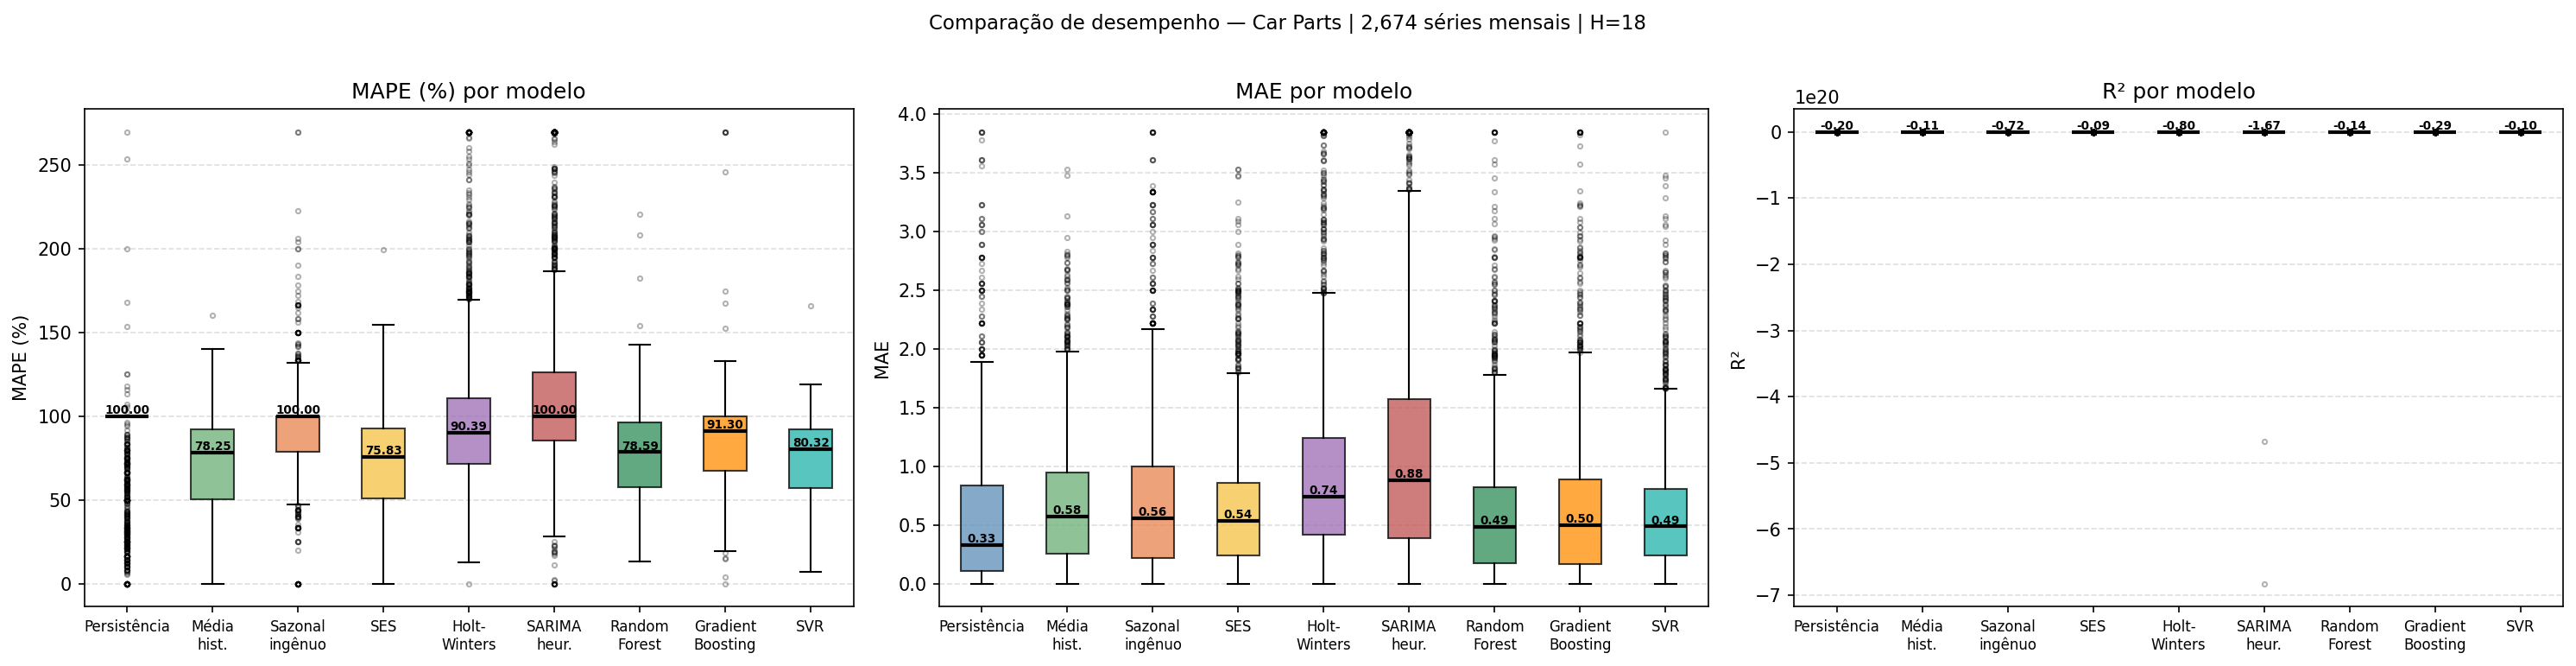 Comparação de desempenho — Car Parts | 2,674 séries mensais | H=18
MAPE (%) por modelo
MAPE (%)
250
200
150
100
50
0
100.00
78.25
100.00
75.83
90.39
100.00
78.59
91.30
80.32
Persistência
Média
hist.
Sazonal
ingênuo
SES
Holt-
Winters
SARIMA
heur.
Random
Forest
Gradient
Boosting
SVR
MAE por modelo
MAE
4.0
3.5
3.0
2.5
2.0
1.5
1.0
0.5
0.0
0.33
0.58
0.56
0.54
0.74
0.88
0.49
0.50
0.49
Persistência
Média
hist.
Sazonal
ingênuo
SES
Holt-
Winters
SARIMA
heur.
Random
Forest
Gradient
Boosting
SVR
R² por modelo
1e20
R²
0
−1
−2
−3
−4
−5
−6
−7
-0.20
-0.11
-0.72
-0.09
-0.80
-1.67
-0.14
-0.29
-0.10
Persistência
Média
hist.
Sazonal
ingênuo
SES
Holt-
Winters
SARIMA
heur.
Random
Forest
Gradient
Boosting
SVR